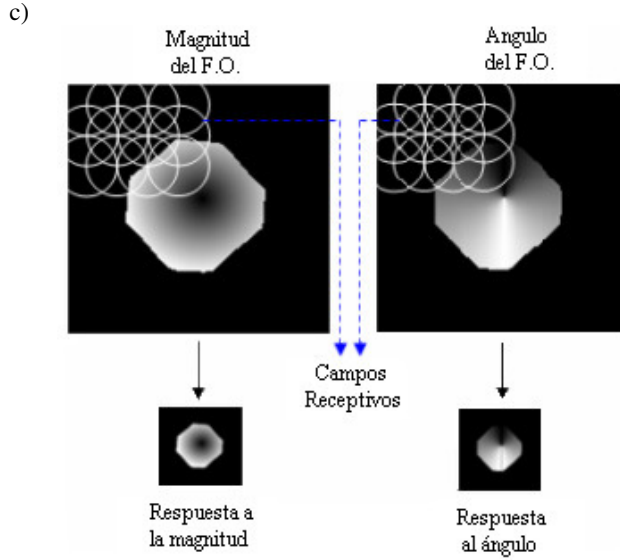 c)
Magnitud
del F.O.
Angulo
del F.O.
Campos
Receptivos
Respuesta a
la magnitud
Respuesta
al ángulo